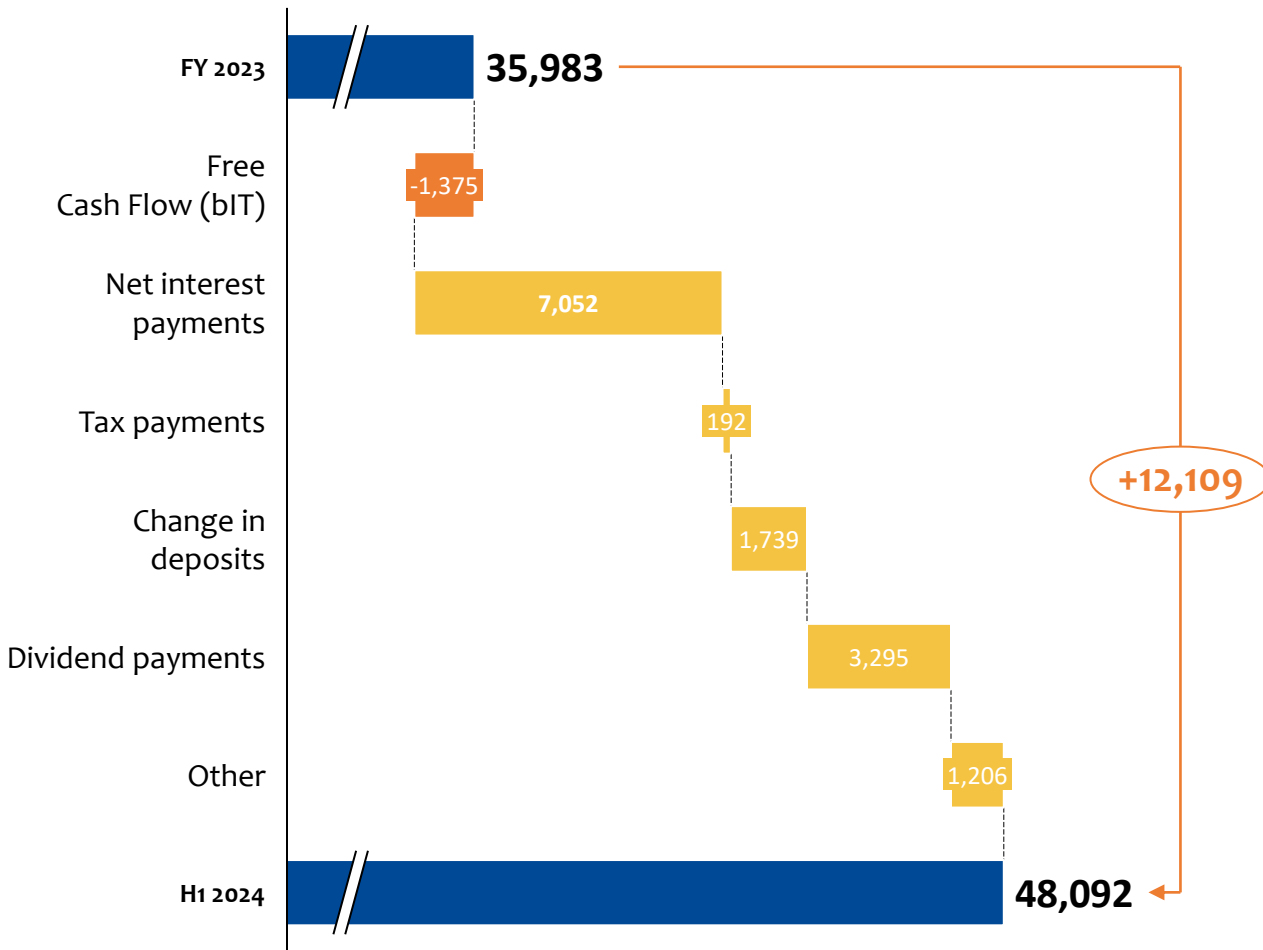 FY 2023
35,983
Free
Cash Flow (bIT)
-1,375
Net interest
payments
7,052
Tax payments
192
+12,109
Change in
deposits
1,739
Dividend payments
3,295
Other
1,206
H1 2024
48,092